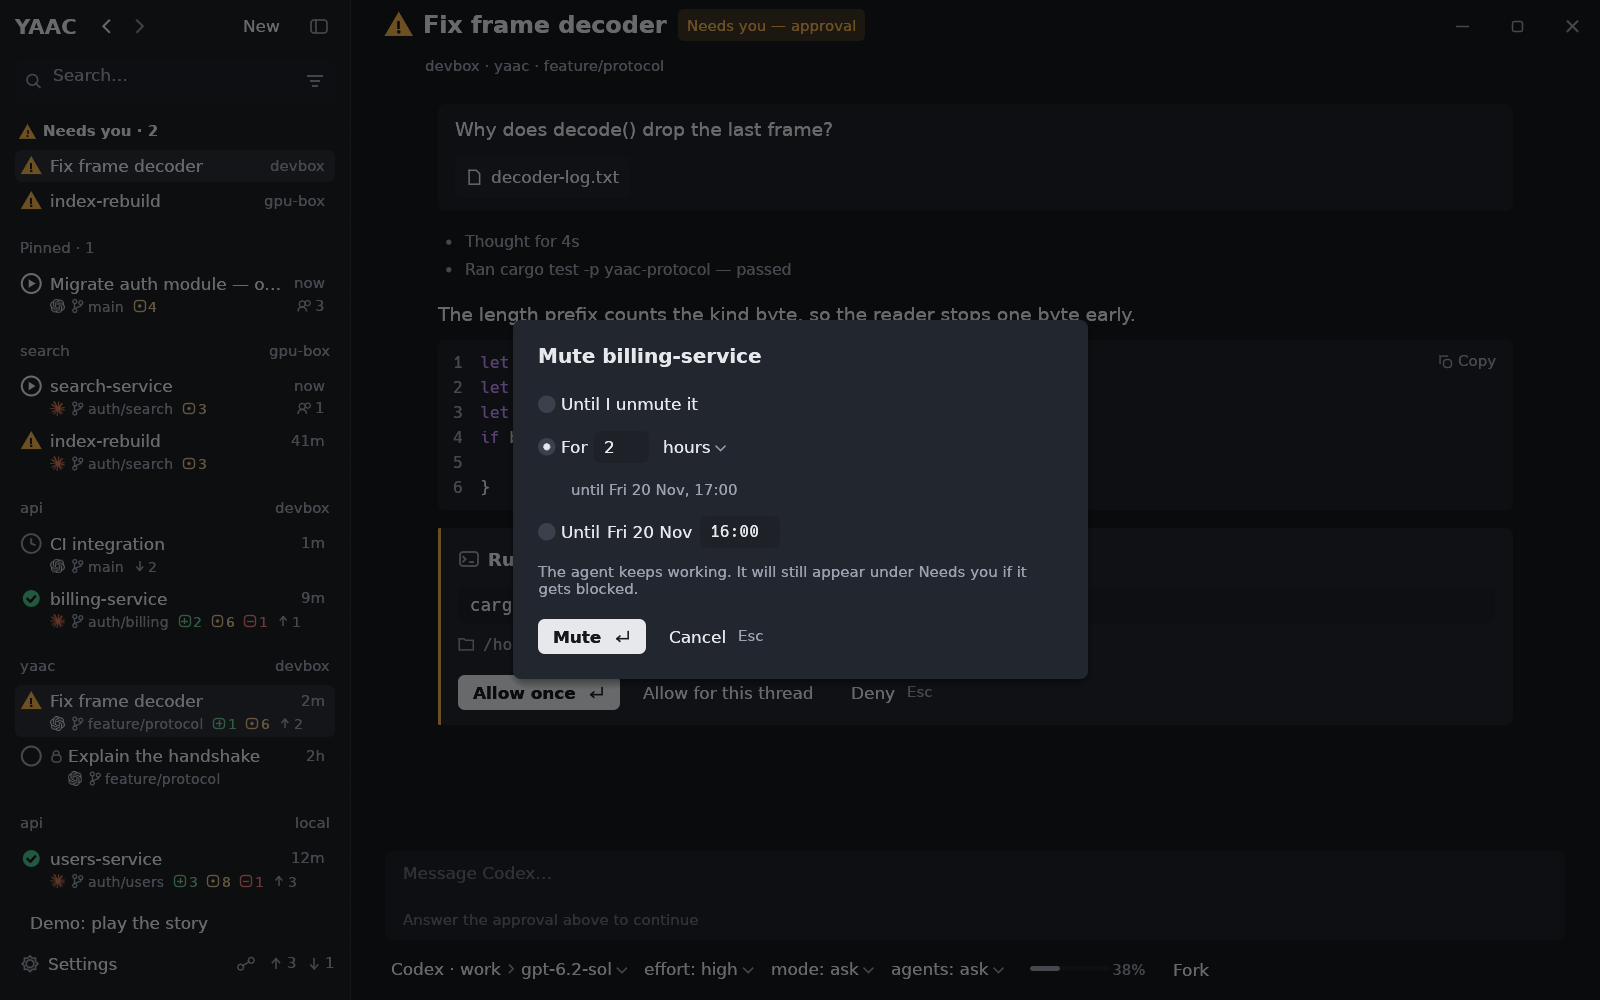 YAAC
New
Search...
Needs you · 2
Fix frame decoder devbox
index-rebuild gpu-box
Pinned · 1
Migrate auth module — o... now
main 4 3
search gpu-box
search-service now
auth/search 3 1
index-rebuild 41m
auth/search 3
api devbox
CI integration 1m
main 2
billing-service 9m
auth/billing 2 6 1 1
yaac devbox
Fix frame decoder 2m
feature/protocol 1 6 2
Explain the handshake 2h
feature/protocol
api local
users-service 12m
auth/users 3 8 1 3
Demo: play the story
Settings 3 1
Fix frame decoder Needs you — approval
devbox · yaac · feature/protocol
Why does decode() drop the last frame?
decoder-log.txt
Thought for 4s
Ran cargo test -p yaac-protocol — passed
The length prefix counts the kind byte, so the reader stops one byte early.
Copy
1 let
2 let
3 let
4 if
5
6 }
Mute billing-service
Until I unmute it
For 2 hours
until Fri 20 Nov, 17:00
Until Fri 20 Nov 16:00
The agent keeps working. It will still appear under Needs you if it
gets blocked.
Mute Cancel Esc
Allow once Allow for this thread Deny Esc
Message Codex...
Answer the approval above to continue
Codex · work gpt-6.2-sol effort: high mode: ask agents: ask 38% Fork